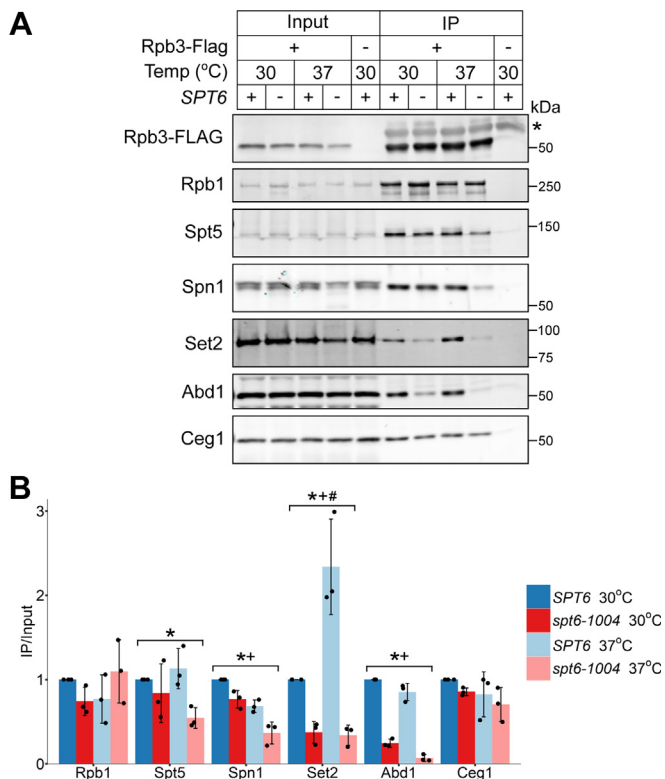 A
Input IP
Rpb3-Flag + - + -
Temp (°C) 30 37 30 30 37 30
SPT6 + - + - + + - + - +
kDa
Rpb3-FLAG *
50
Rpb1 250
Spt5 150
Spn1
50
Set2 100
75
Abd1 50
Ceg1 50
B
IP/Input
3
2
1
0
* *+ *+# *+
SPT6 30°C
spt6-1004 30°C
SPT6 37°C
spt6-1004 37°C
Rpb1 Spt5 Spn1 Set2 Abd1 Ceg1